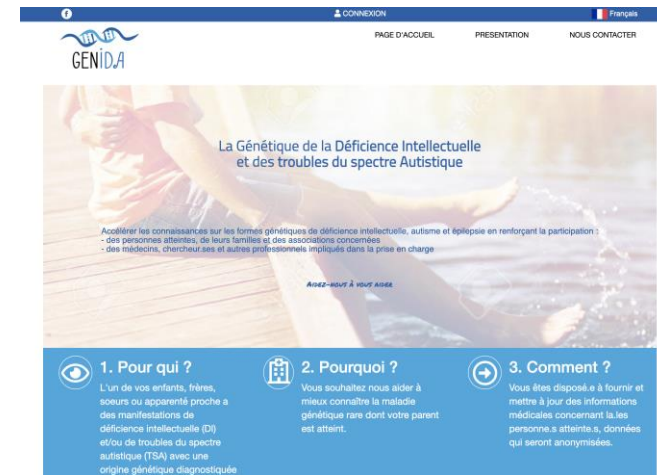 CONNEXION
Français
GENIDA
PAGE D'ACCUEIL
PRESENTATION
NOUS CONTACTER
La Génétique de la Déficience Intellectuelle
et des troubles du spectre Autistique
Accélérer les connaissances sur les formes génétiques de déficience intellectuelle, autisme et épilepsie en renforçant la participation :
- des personnes atteintes, de leurs familles et des associations concernées
- des médecins, chercheur.ses et autres professionnels impliqués dans la prise en charge
Aidez-nous à vous aider
1. Pour qui ?
L'un de vos enfants, frères,
soeurs ou apparenté proche a
des manifestations de
déficience intellectuelle (DI)
et/ou de troubles du spectre
autistique (TSA) avec une
origine génétique diagnostiquée
2. Pourquoi ?
Vous souhaitez nous aider à
mieux connaître la maladie
génétique rare dont votre parent
est atteint.
3. Comment ?
Vous êtes disposé.e à fournir et
mettre à jour des informations
médicales concernant la.les
personne.s atteinte.s, données
qui seront anonymisées.